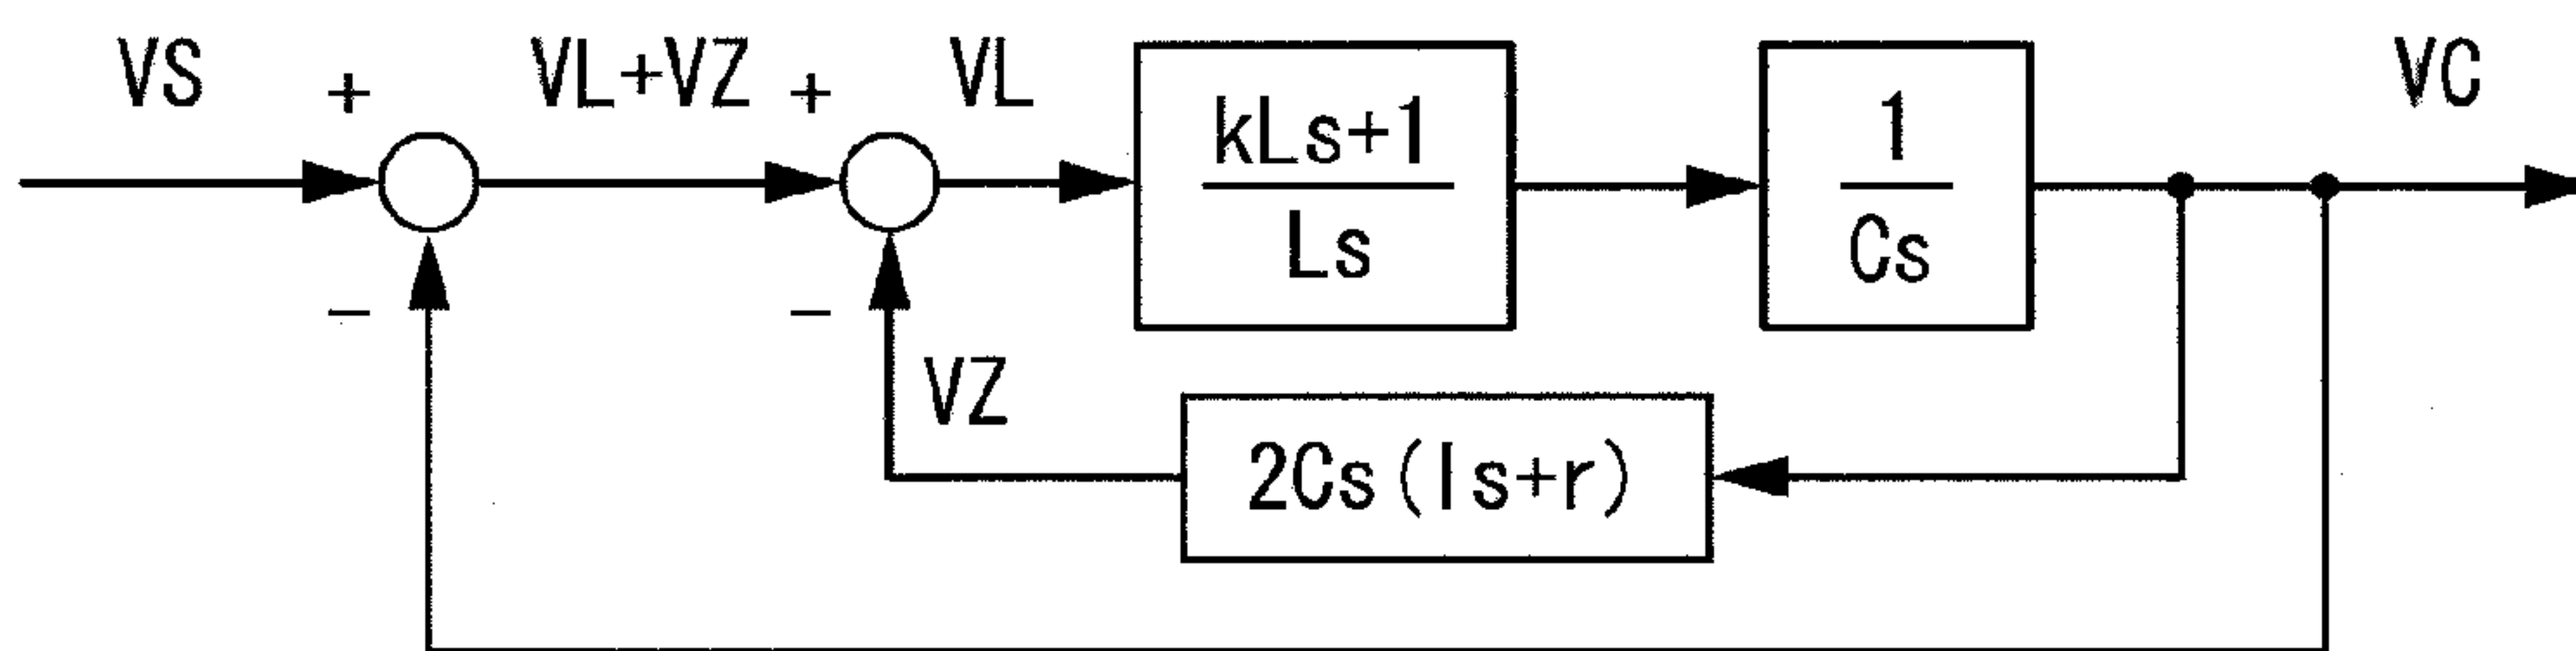 VS + VL+VZ + VL kLs+1 1 VC
Ls Cs
− −
VZ
2Cs(ls+r)